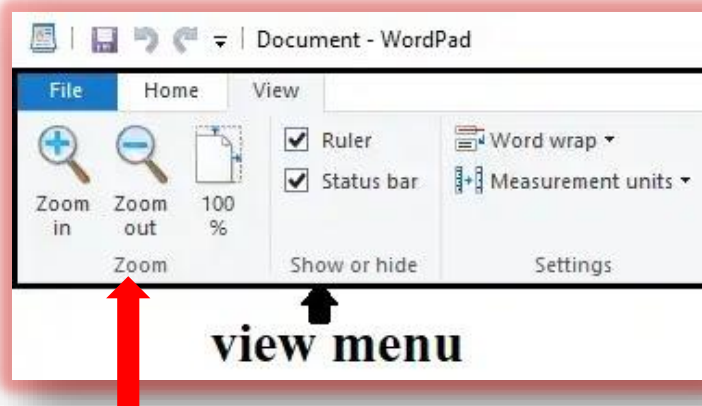 Document - WordPad
File Home View
Zoom in
Zoom out
100 %
Ruler
Status bar
Word wrap
Measurement units
Zoom Show or hide Settings
view menu